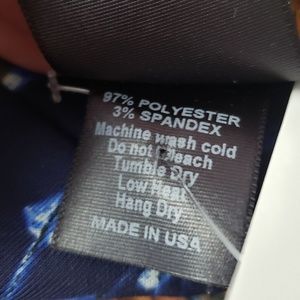 97% POLYESTER
3% SPANDEX
Machine wash cold
Do not Bleach
Tumble Dry
Low Heat
Hang Dry
MADE IN USA